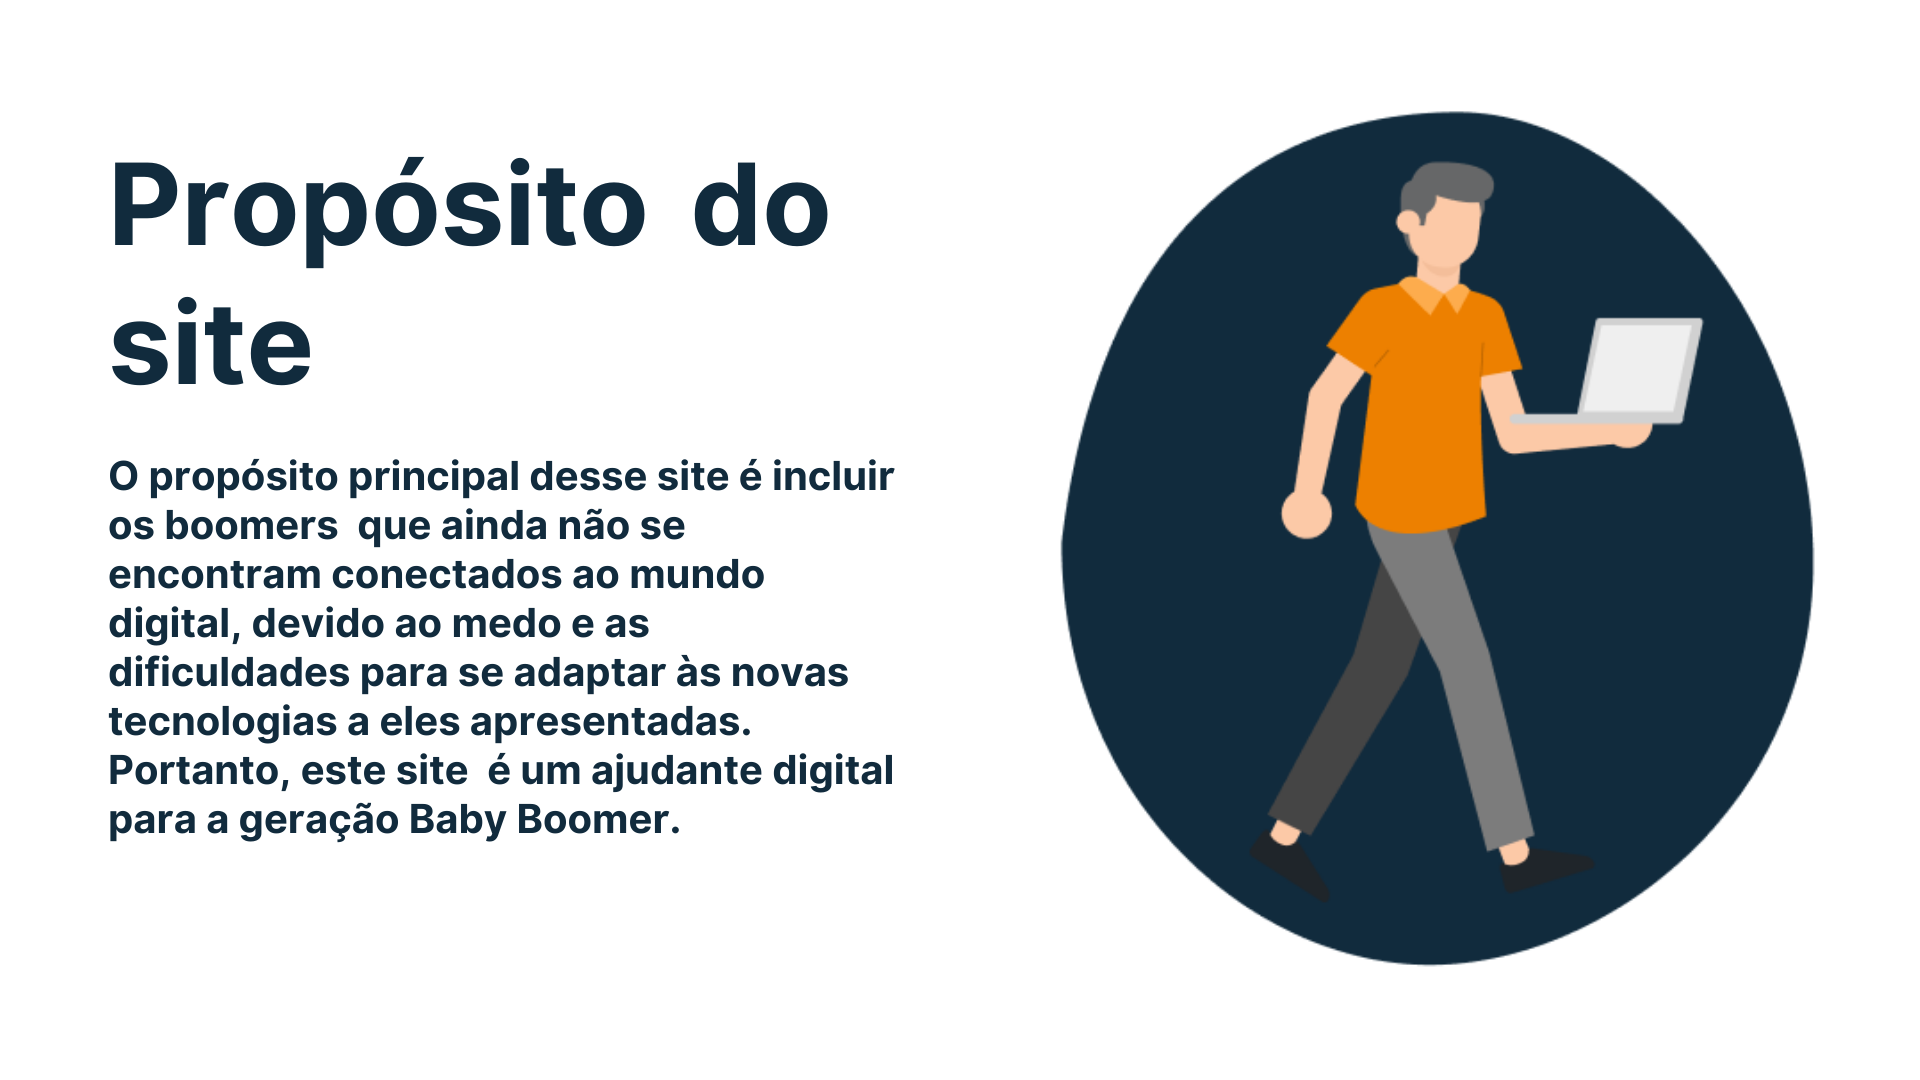 Propósito do
site
O propósito principal desse site é incluir
os boomers  que ainda não se
encontram conectados ao mundo
digital, devido ao medo e as
dificuldades para se adaptar às novas
tecnologias a eles apresentadas.
Portanto, este site  é um ajudante digital
para a geração Baby Boomer.